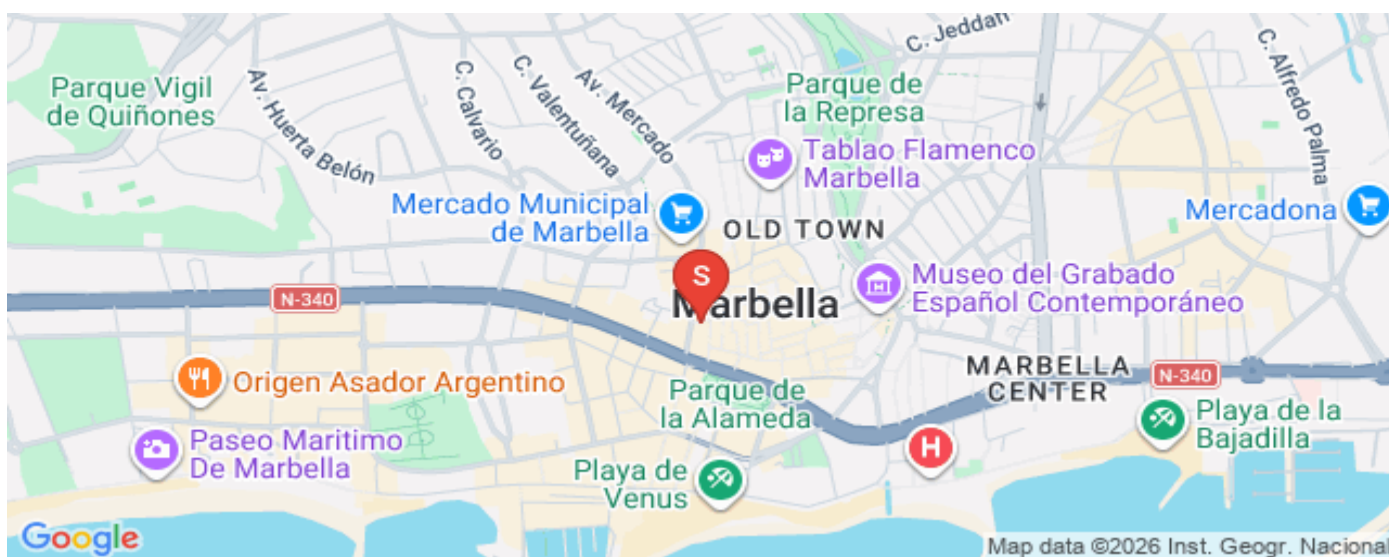 C. Jeddah
Parque Vigil
de Quiñones
Av. Huerta Belón
C. Calvario
C. Valentuñana
Av. Mercado
Parque de
la Represa
C. Alfredo Palma
Tablao Flamenco
Marbella
Mercado Municipal
de Marbella
OLD TOWN
Mercadona
S
Marbella
Museo del Grabado
Español Contemporáneo
N-340
Origen Asador Argentino
MARBELLA
CENTER
N-340
Parque de
la Alameda
Paseo Maritimo
De Marbella
Playa de
Venus
H
Playa de la
Bajadilla
Google
Map data ©2026 Inst. Geogr. Nacional